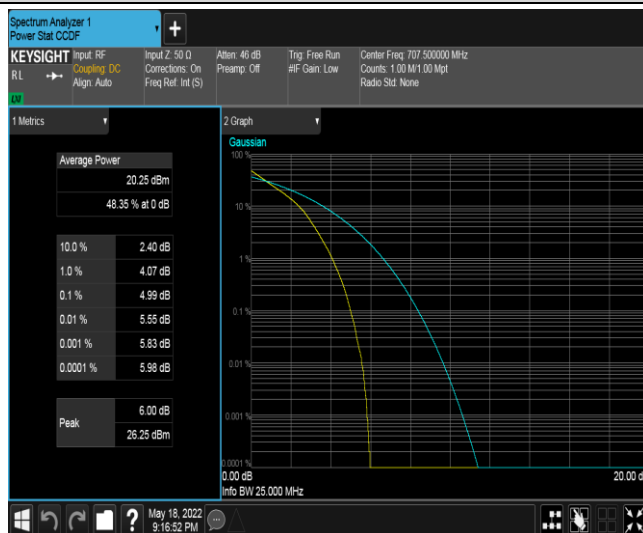 Spectrum Analyzer 1
Power Stat CCDF
+
KEYSIGHT
RL
LM
Input: RF
Coupling: DC
Align: Auto
Input Z: 50 Ω
Corrections: On
Freq Ref: Int (S)
Atten: 46 dB
Preamp: Off
Trig: Free Run
#IF Gain: Low
Center Freq: 707.500000 MHz
Counts: 1.00 M/1.00 Mpt
Radio Std: None
1 Metrics
Average Power
20.25 dBm
48.35 % at 0 dB
10.0 % 2.40 dB
1.0 % 4.07 dB
0.1 % 4.99 dB
0.01 % 5.55 dB
0.001 % 5.83 dB
0.0001 % 5.98 dB
Peak
6.00 dB
26.25 dBm
2 Graph
Gaussian
100 %
10 %
1 %
0.1 %
0.01 %
0.001 %
0.0001 %
0.00 dB
20.00 d
Info BW 25.000 MHz
?
May 18, 2022
9:16:52 PM